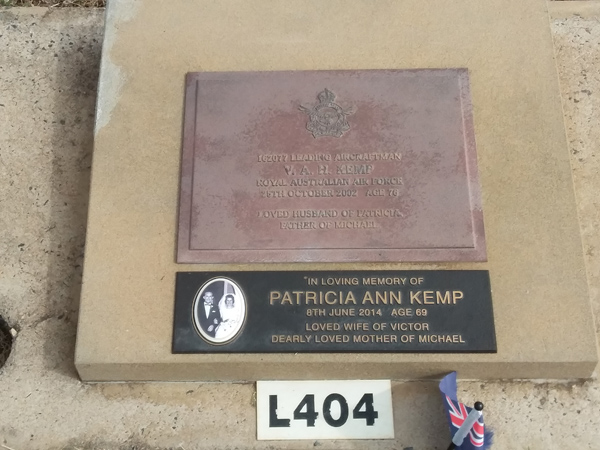 LEADING AIRCRAFTMAN
V. A. H. KEMP
ROYAL AUSTRALIAN AIR FORCE
OCTOBER 2002 AGE
LOVED HUSBAND OF PATRICIA
FATHER OF MICHAEL
"IN LOVING MEMORY OF
PATRICIA ANN KEMP
8TH JUNE 2014 AGE 69
LOVED WIFE OF VICTOR
DEARLY LOVED MOTHER OF MICHAEL
L404